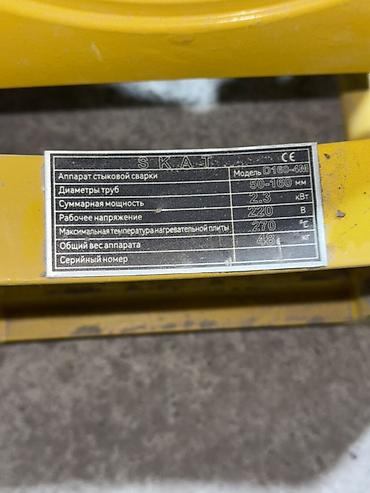 SKAT CE
Аппарат стыковой сварки Модель D160-4M
Диаметры труб 50-160 мм
Суммарная мощность 2.3 кВт
Рабочее напряжение 220 В
Максимальная температура нагревательной плиты 270 °C
Общий вес аппарата 48 кг
Серийный номер